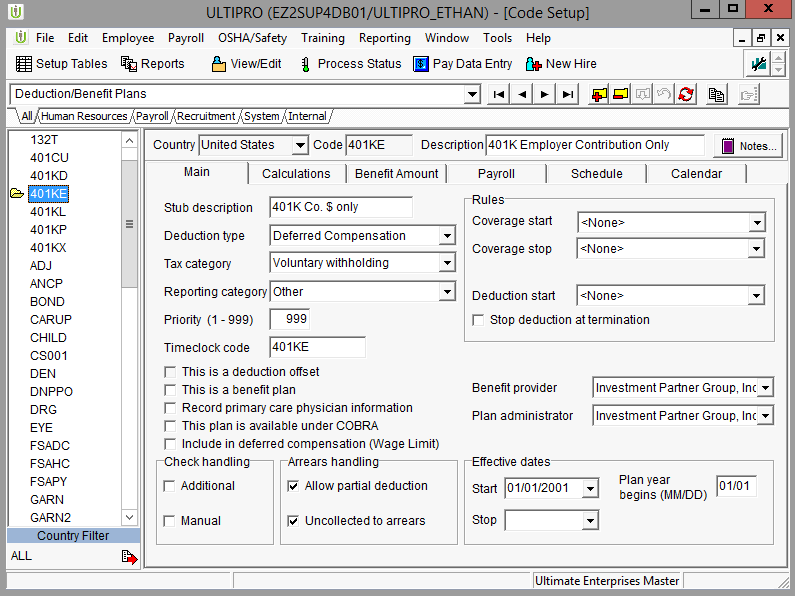 ULTIPRO (EZ2SUP4DB01/ULTIPRO_ETHAN) - [Code Setup]
File Edit Employee Payroll OSHA/Safety Training Reporting Window Tools Help
Setup Tables Reports View/Edit Process Status Pay Data Entry New Hire
Deduction/Benefit Plans
All Human Resources Payroll Recruitment System Internal
Country United States Code 401KE Description 401K Employer Contribution Only Notes...
132T
401CU
401KD
401KE
401KL
401KP
401KX
ADJ
ANCP
BOND
CARUP
CHILD
CS001
DEN
DNPPO
DRG
EYE
FSADC
FSAHC
FSAPY
GARN
GARN2
Country Filter
ALL
Main Calculations Benefit Amount Payroll Schedule Calendar
Stub description 401K Co. $ only
Deduction type Deferred Compensation
Tax category Voluntary withholding
Reporting category Other
Priority (1 - 999) 999
Timeclock code 401KE
This is a deduction offset
This is a benefit plan
Record primary care physician information
This plan is available under COBRA
Include in deferred compensation (Wage Limit)
Rules
Coverage start <None>
Coverage stop <None>
Deduction start <None>
Stop deduction at termination
Benefit provider Investment Partner Group, Inc
Plan administrator Investment Partner Group, Inc
Check handling
Additional
Manual
Arrears handling
Allow partial deduction
Uncollected to arrears
Effective dates
Start 01/01/2001
Stop
Plan year
begins (MM/DD) 01/01
Ultimate Enterprises Master